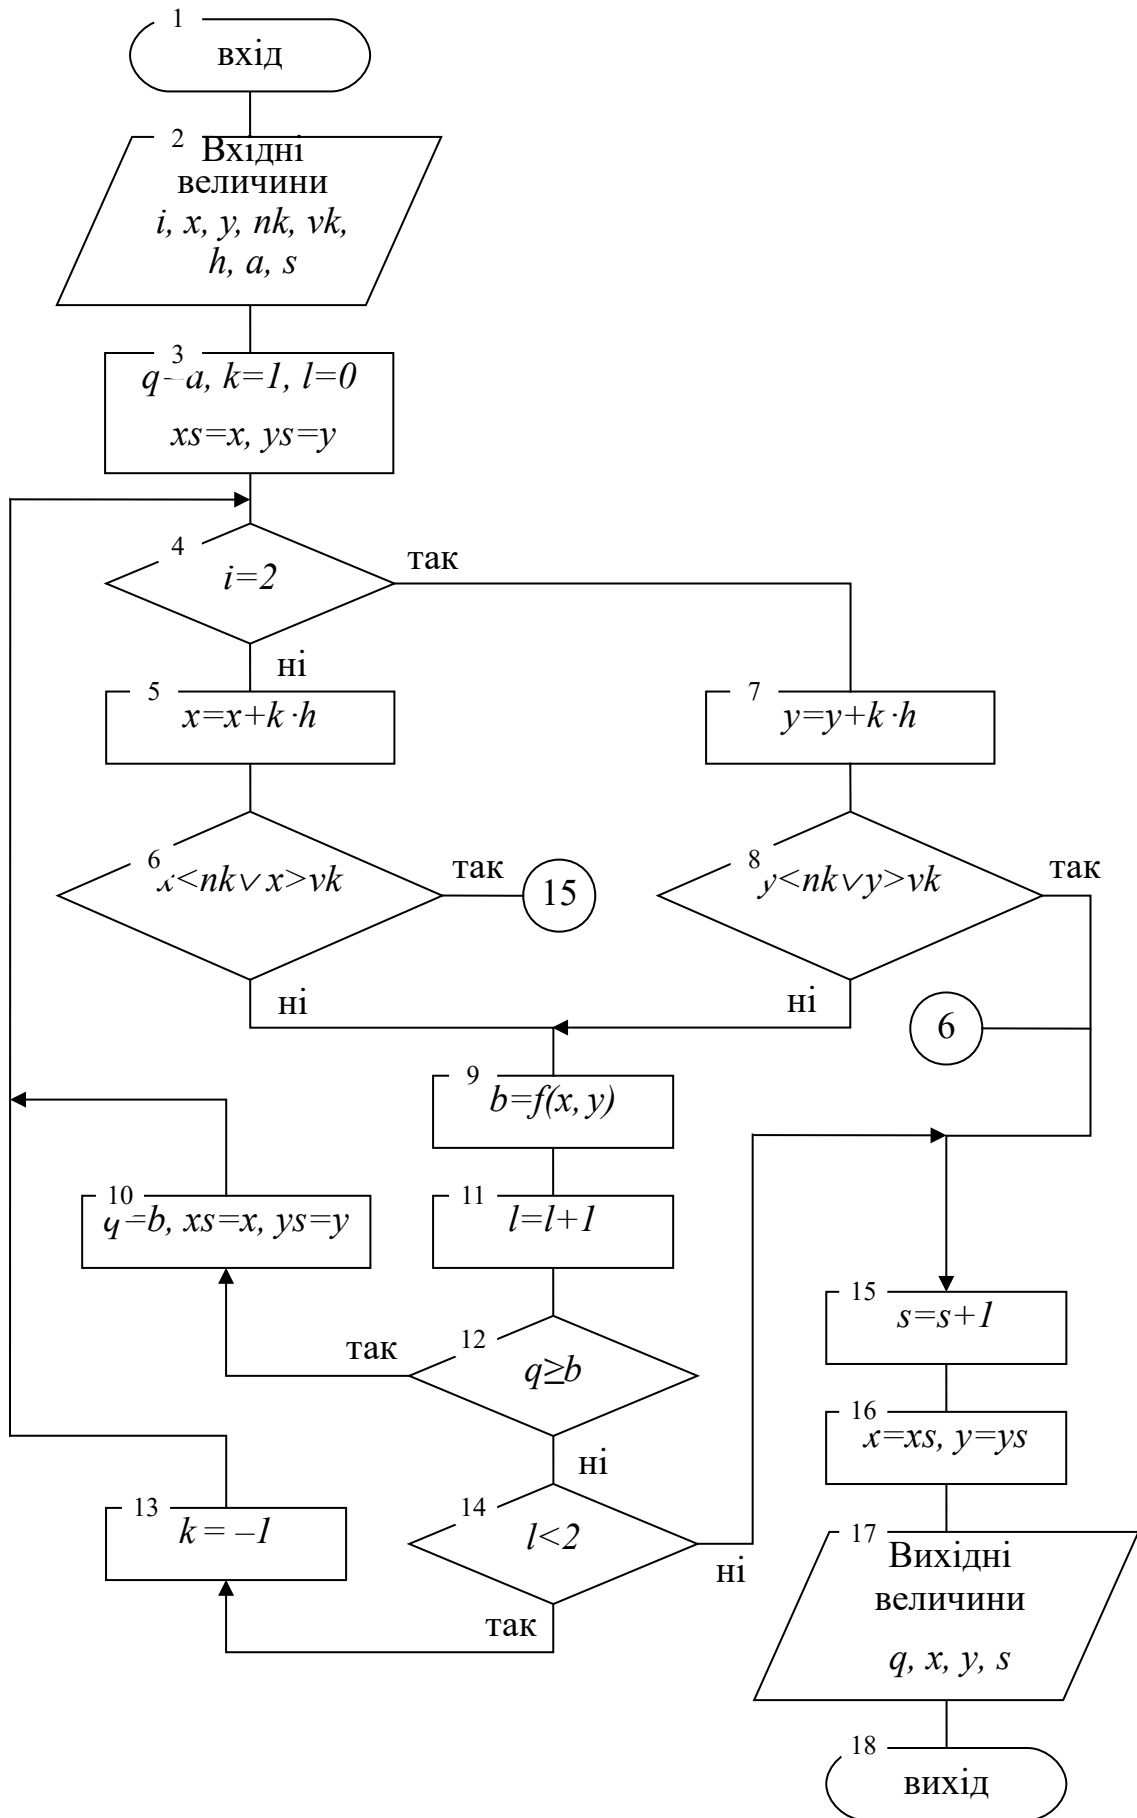 1
вхід
2
Вхідні
величини
i, x, y, nk, vk,
h, a, s
3
q=a, k=1, l=0
xs=x, ys=y
4
i=2
так
ні
5
x=x+k·h
7
y=y+k·h
6
x<nk∨x>vk
так
15
8
y<nk∨y>vk
так
ні
ні
6
9
b=f(x, y)
10
q=b, xs=x, ys=y
11
l=l+1
15
s=s+1
12
q≥b
так
ні
16
x=xs, y=ys
13
k = –1
14
l<2
ні
так
17
Вихідні
величини
q, x, y, s
18
вихід